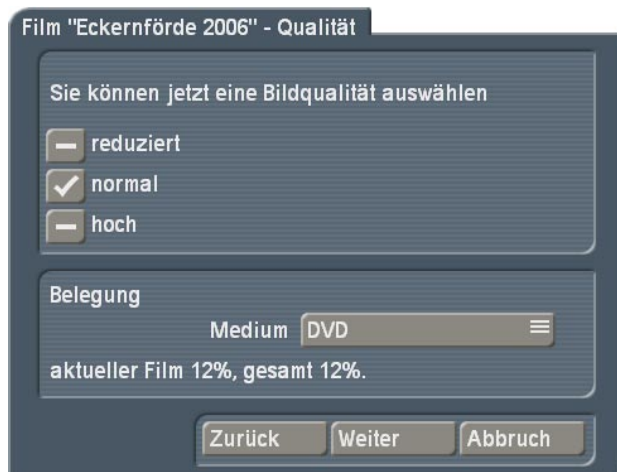 Film "Eckernförde 2006" - Qualität
Sie können jetzt eine Bildqualität auswählen
reduziert
normal
hoch
Belegung
Medium DVD
aktueller Film 12%, gesamt 12%.
Zurück Weiter Abbruch